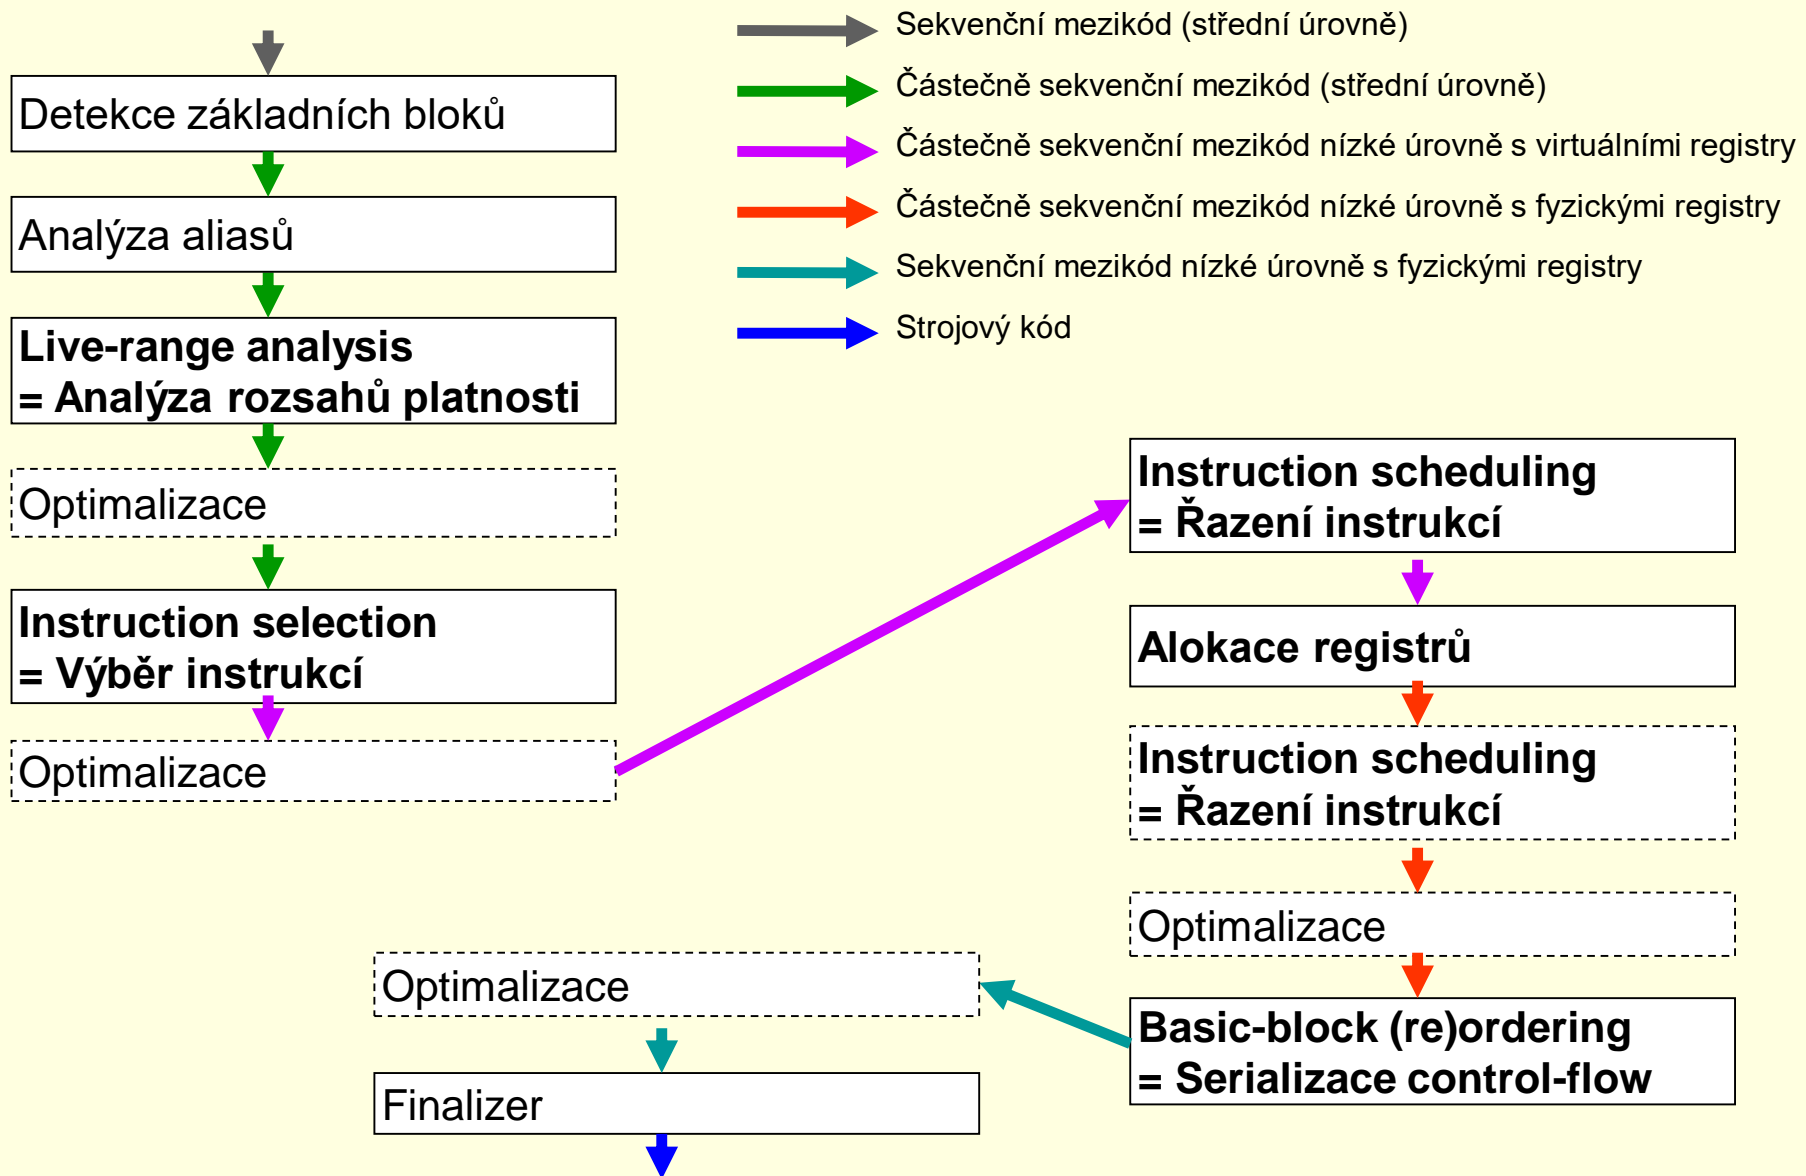 Sekvenční mezikód (střední úrovně)
Částečně sekvenční mezikód (střední úrovně)
Částečně sekvenční mezikód nízké úrovně s virtuálními registry
Částečně sekvenční mezikód nízké úrovně s fyzickými registry
Sekvenční mezikód nízké úrovně s fyzickými registry
Strojový kód
Detekce základních bloků
Analýza aliasů
Live-range analysis
= Analýza rozsahů platnosti
Optimalizace
Instruction selection
= Výběr instrukcí
Optimalizace
Instruction scheduling
= Řazení instrukcí
Alokace registrů
Instruction scheduling
= Řazení instrukcí
Optimalizace
Basic-block (re)ordering
= Serializace control-flow
Optimalizace
Finalizer